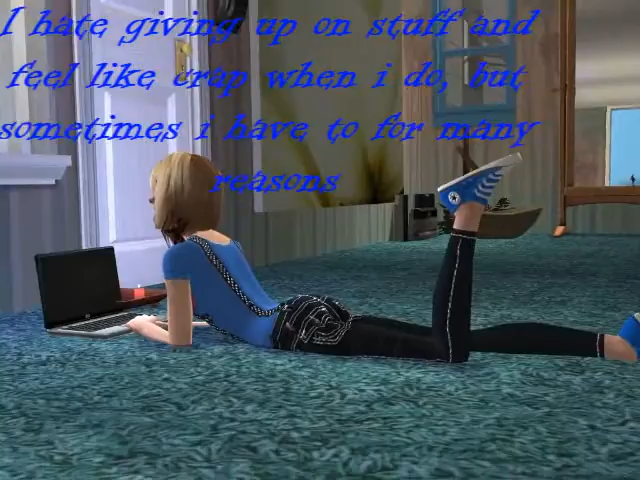 I hate giving up on stuff and
feel like crap when i do, but
sometimes i have to for many
reasons